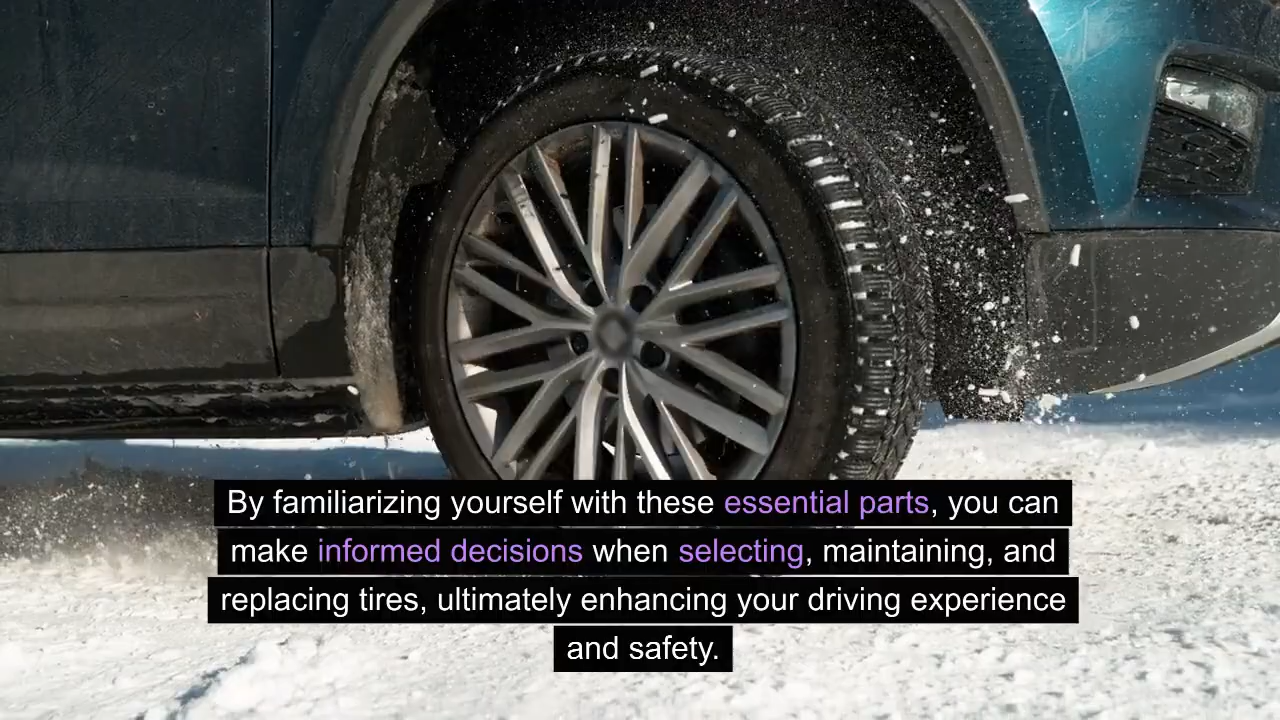 By familiarizing yourself with these essential parts, you can
make informed decisions when selecting, maintaining, and
replacing tires, ultimately enhancing your driving experience
and safety.